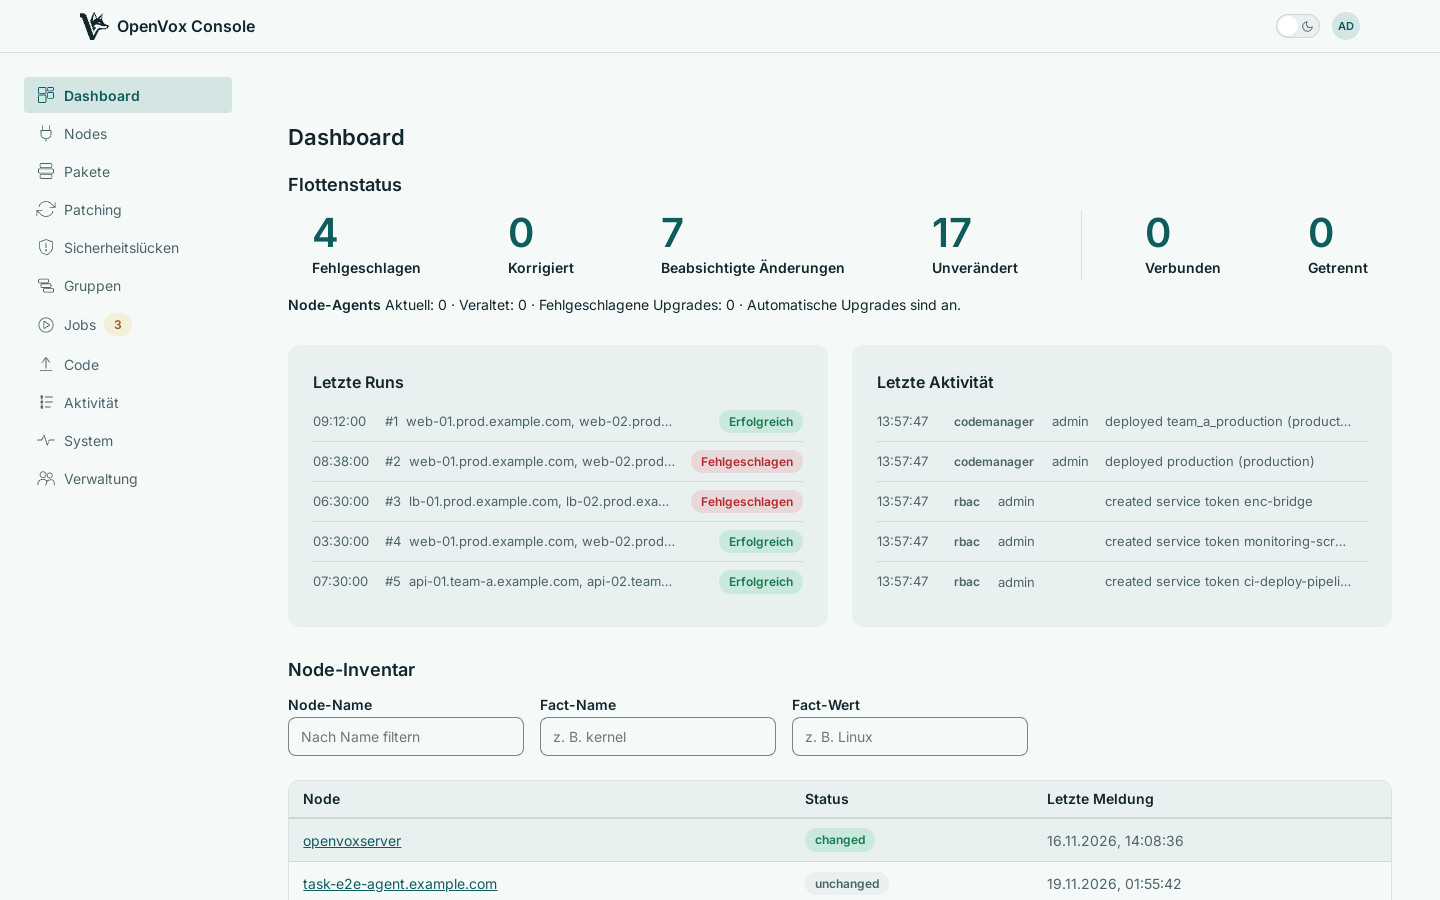 OpenVox Console
AD
Dashboard
Nodes
Pakete
Patching
Sicherheitslücken
Gruppen
Jobs 3
Code
Aktivität
System
Verwaltung
Dashboard
Flottenstatus
4 0 7 17 0 0
Fehlgeschlagen Korrigiert Beabsichtigte Änderungen Unverändert Verbunden Getrennt
Node-Agents Aktuell: 0 · Veraltet: 0 · Fehlgeschlagene Upgrades: 0 · Automatische Upgrades sind an.
Letzte Runs
09:12:00 #1 web-01.prod.example.com, web-02.prod... Erfolgreich
08:38:00 #2 web-01.prod.example.com, web-02.prod... Fehlgeschlagen
06:30:00 #3 lb-01.prod.example.com, lb-02.prod.exa... Fehlgeschlagen
03:30:00 #4 web-01.prod.example.com, web-02.prod... Erfolgreich
07:30:00 #5 api-01.team-a.example.com, api-02.team... Erfolgreich
Letzte Aktivität
13:57:47 codemanager admin deployed team_a_production (product...
13:57:47 codemanager admin deployed production (production)
13:57:47 rbac admin created service token enc-bridge
13:57:47 rbac admin created service token monitoring-scr...
13:57:47 rbac admin created service token ci-deploy-pipeli...
Node-Inventar
Node-Name Fact-Name Fact-Wert
Nach Name filtern z. B. kernel z. B. Linux
Node Status Letzte Meldung
openvoxserver changed 16.11.2026, 14:08:36
task-e2e-agent.example.com unchanged 19.11.2026, 01:55:42